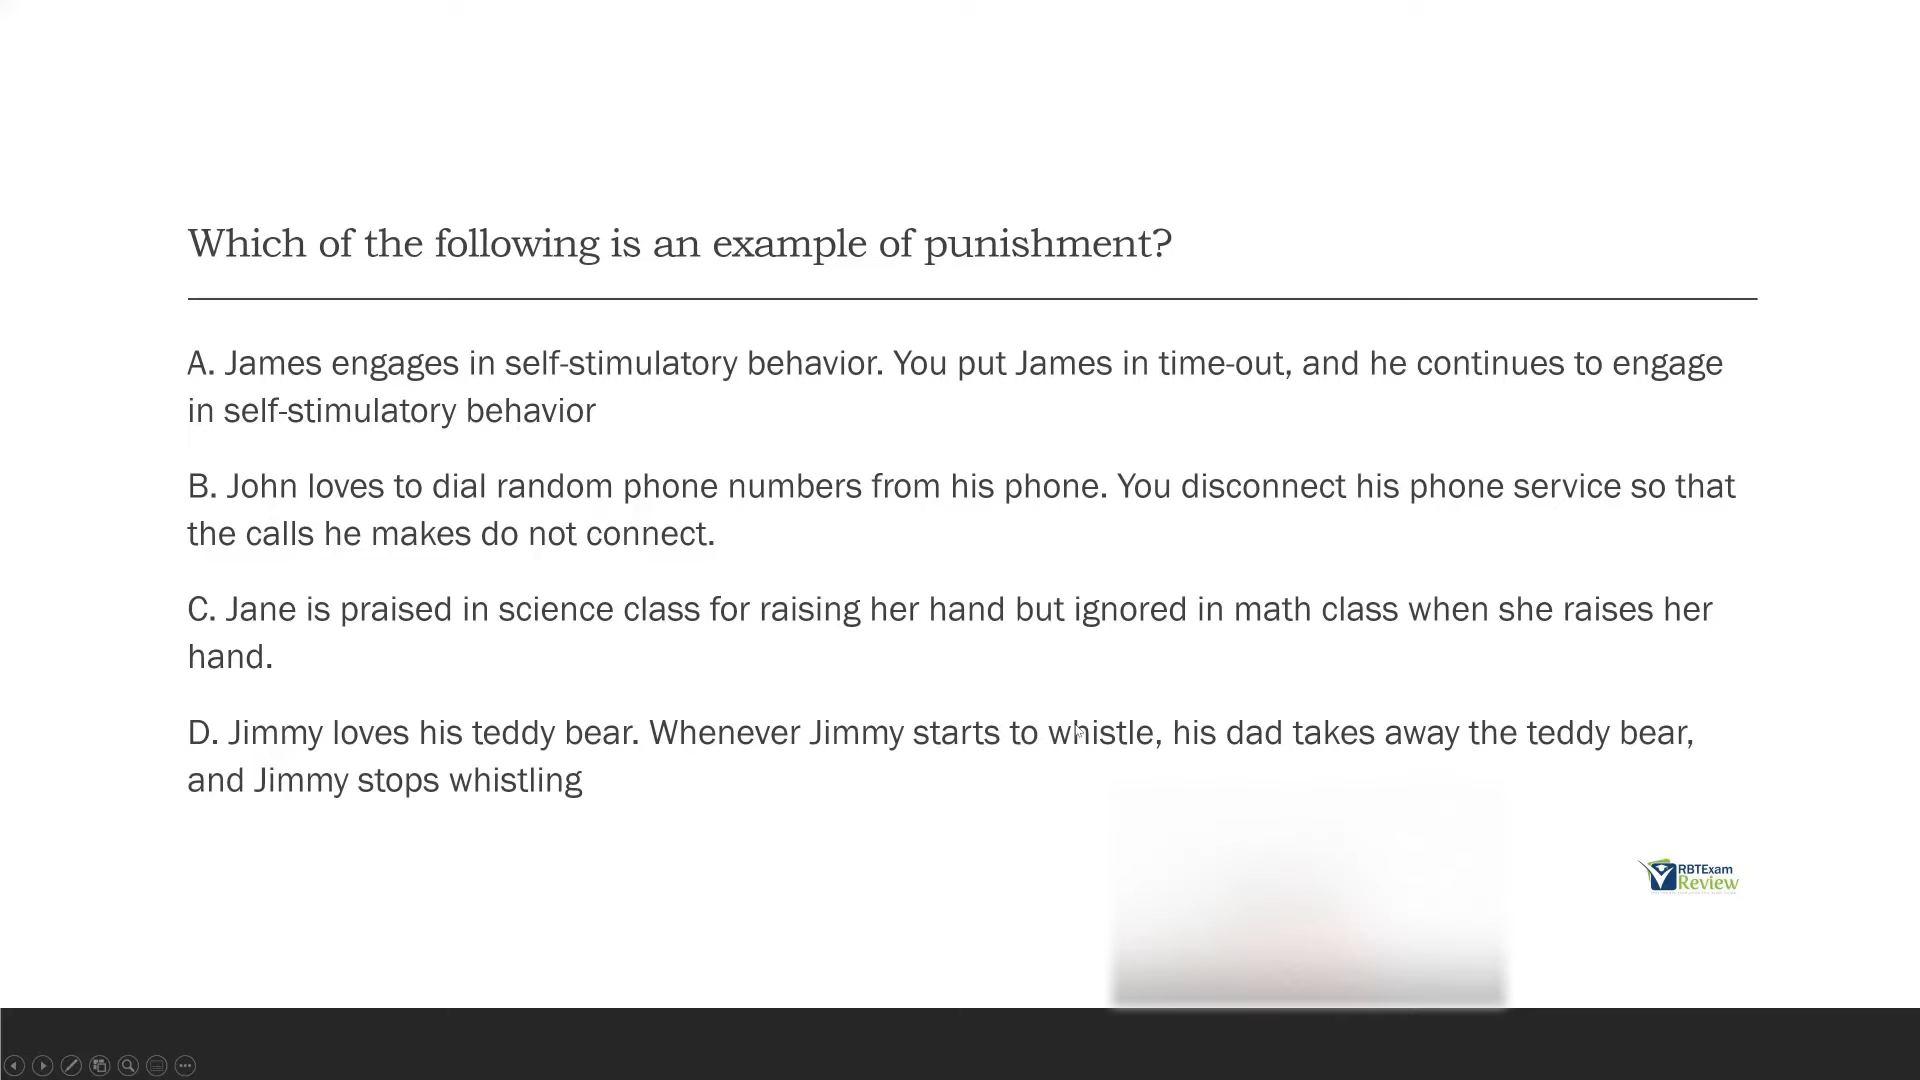 Which of the following is an example of punishment?
A. James engages in self-stimulatory behavior. You put James in time-out, and he continues to engage
in self-stimulatory behavior
B. John loves to dial random phone numbers from his phone. You disconnect his phone service so that
the calls he makes do not connect.
C. Jane is praised in science class for raising her hand but ignored in math class when she raises her
hand.
D. Jimmy loves his teddy bear. Whenever Jimmy starts to whistle, his dad takes away the teddy bear,
and Jimmy stops whistling
RBTExam
Review